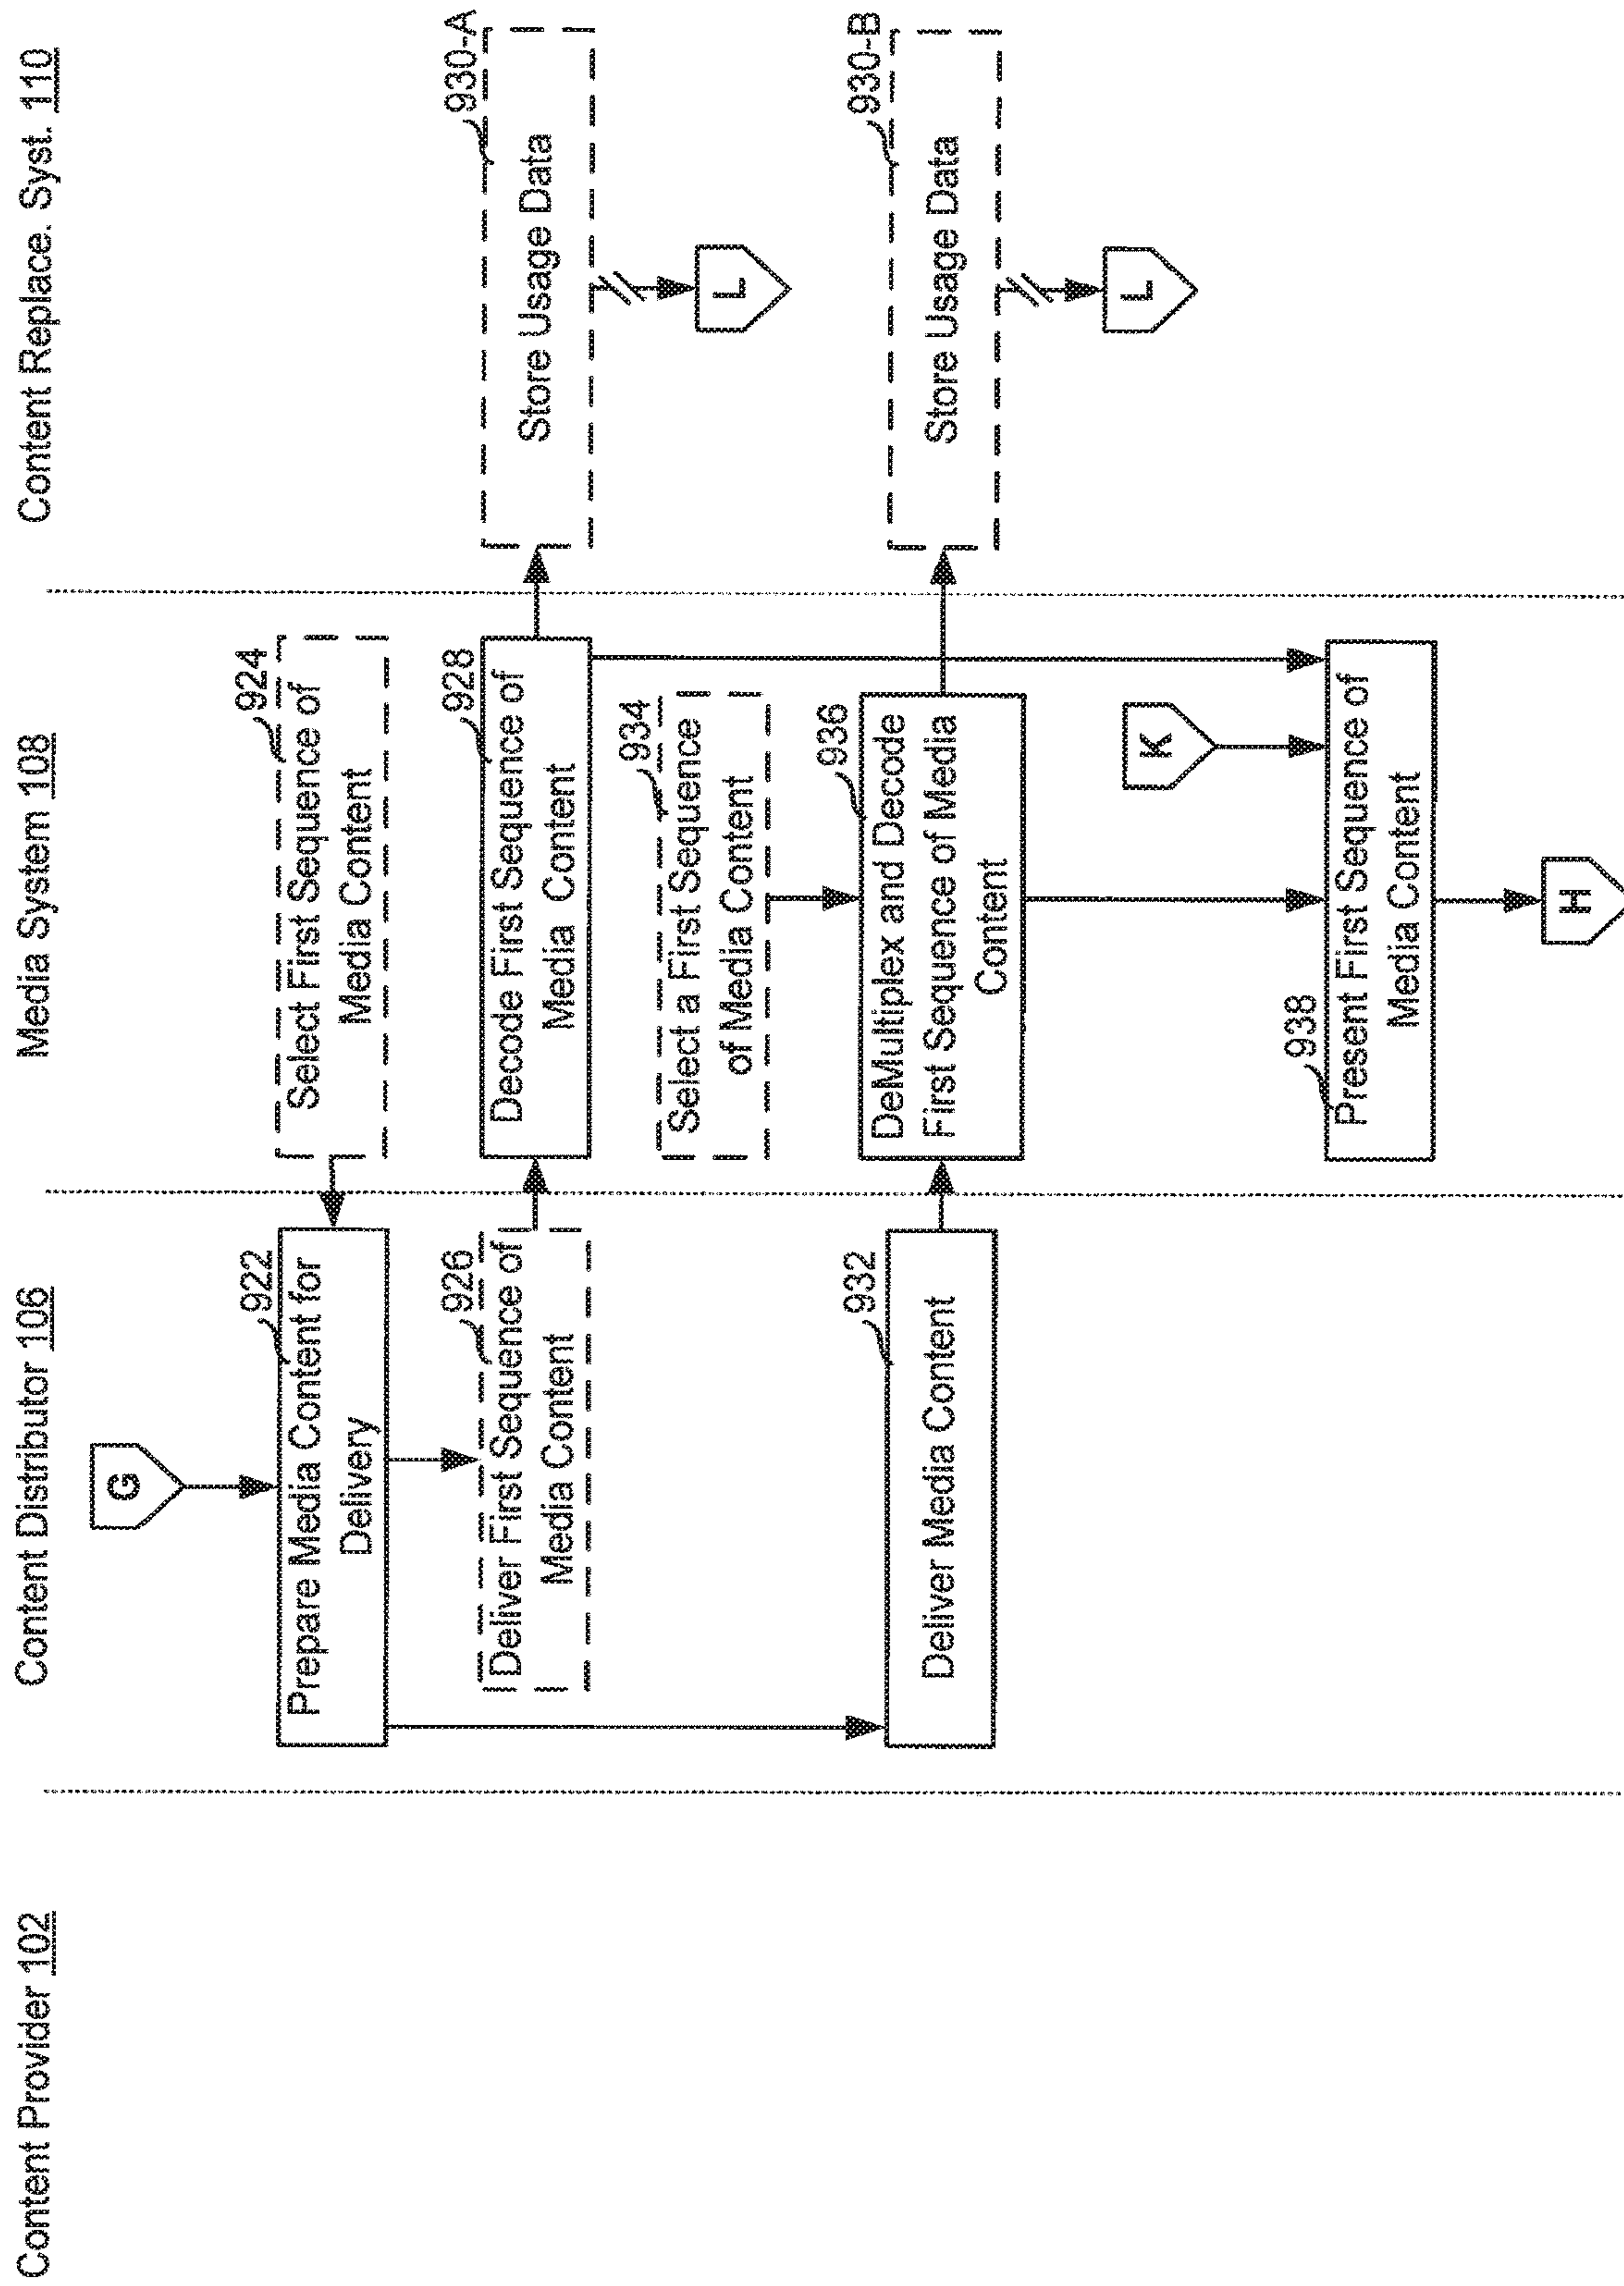 Content Provider 102
Content Distributor 106
Media System 108
Content Replace. Syst. 110
G
922
Prepare Media Content for
Delivery
924
Select First Sequence of
Media Content
926
Deliver First Sequence of
Media Content
928
Decode First Sequence of
Media Content
930-A
Store Usage Data
L
934
Select a First Sequence
of Media Content
932
Deliver Media Content
936
DeMultiplex and Decode
First Sequence of Media
Content
930-B
Store Usage Data
L
K
938
Present First Sequence of
Media Content
H